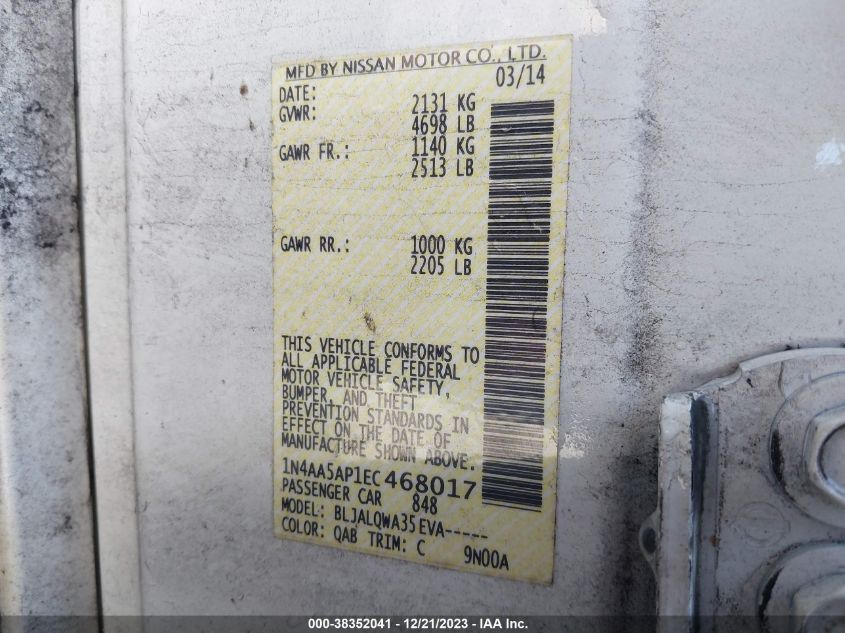 MFD BY NISSAN MOTOR CO., LTD.
DATE: 03/14
GVWR: 2131 KG
4698 LB
GAWR FR.: 1140 KG
2513 LB
GAWR RR.: 1000 KG
2205 LB
THIS VEHICLE CONFORMS TO
ALL APPLICABLE FEDERAL
MOTOR VEHICLE SAFETY,
BUMPER, AND THEFT
PREVENTION STANDARDS IN
EFFECT ON THE DATE OF
MANUFACTURE SHOWN ABOVE.
1N4AA5AP1EC468017
PASSENGER CAR 848
MODEL: BLJALQWA35EVA-----
COLOR: QAB TRIM: C 9N00A
000-38352041 - 12/21/2023 - IAA Inc.